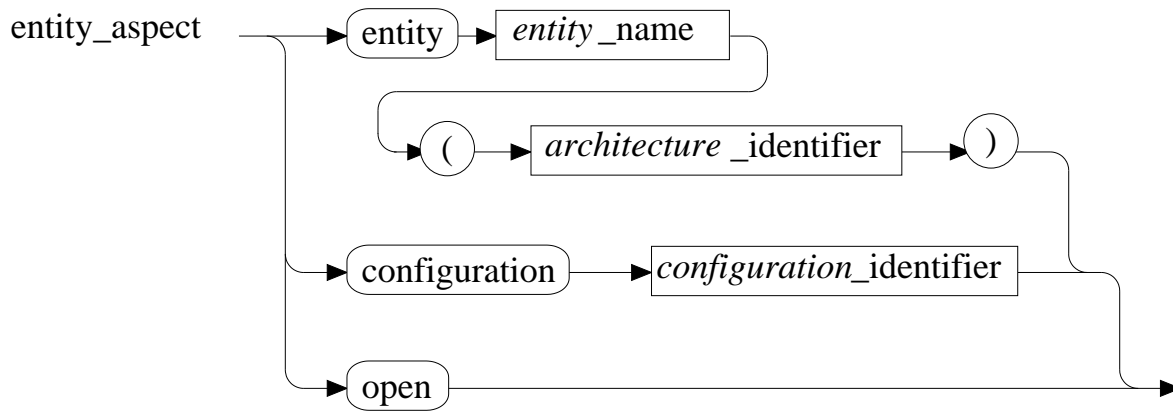 entity_aspect entity entity_name
( architecture_identifier )
configuration configuration_identifier
open